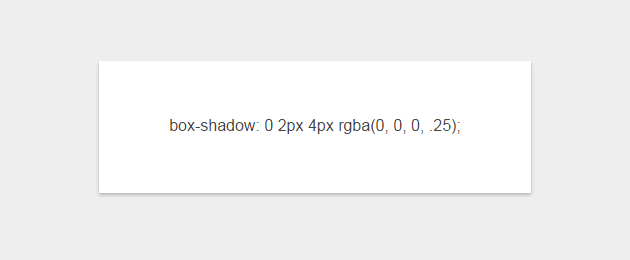 box-shadow: 0 2px 4px rgba(0, 0, 0, .25);